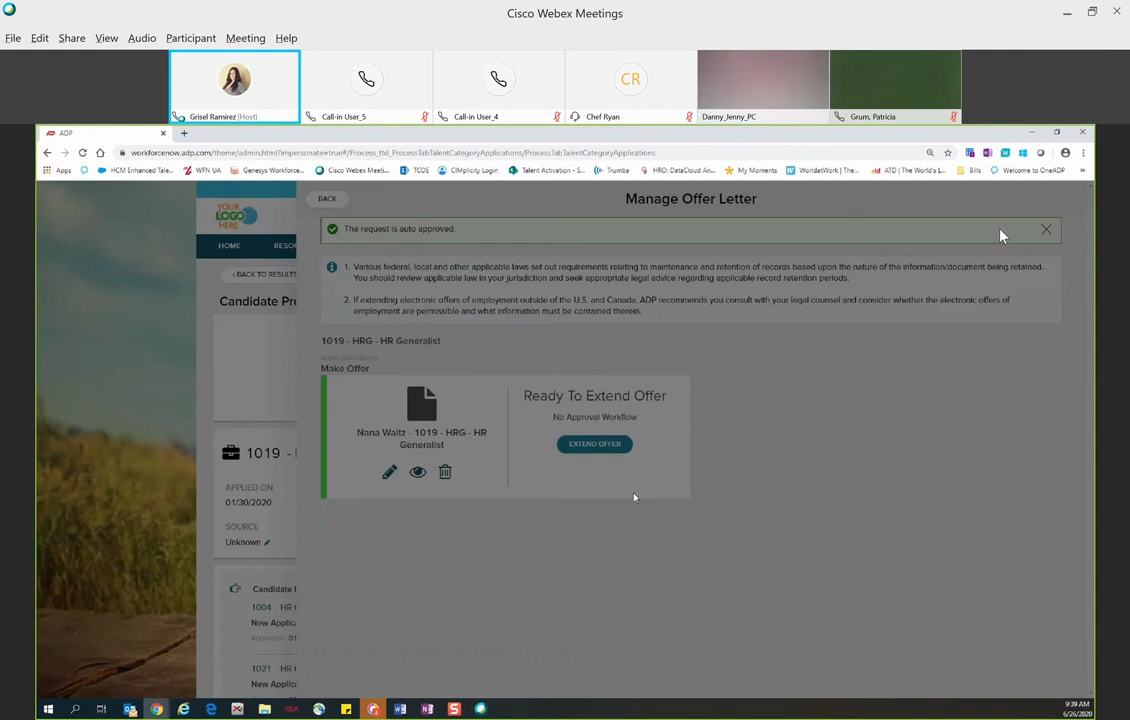 Cisco Webex Meetings
File Edit Share View Audio Participant Meeting Help
CR
Grisel Ramirez (Host)
Call-in User_5
Call-in User_4
Chef Ryan
Danny_Jenny_PC
Grum, Patricia
ADP
workforcenow.adp.com/theme/admin.html?impersonate=true#/Process_ttd_ProcessTabTalentCategoryApplications/ProcessTabTalentCategoryApplications
Apps HCM Enhanced Tale... WFN UA Genesys Workforce... Cisco Webex Meeti... TCOE CIMplicity Login Talent Activation - S... Trumba HRO: DataCloud An... My Moments WorldatWork | The... ATD | The World's L... Bills Welcome to OneADP »
YOUR
LOGO
HERE
BACK
Manage Offer Letter
The request is auto approved.
HOME RESOU
< BACK TO RESULTS
1. Various federal, local and other applicable laws set out requirements relating to maintenance and retention of records based upon the nature of the information/document being retained.
You should review applicable law in your jurisdiction and seek appropriate legal advice regarding applicable record retention periods.
Candidate Pro
2. If extending electronic offers of employment outside of the U.S. and Canada, ADP recommends you consult with your legal counsel and consider whether the electronic offers of
employment are permissible and what information must be contained therein.
1019 - HRG - HR Generalist
Application Status
Make Offer
Nana Waltz - 1019 - HRG - HR
Generalist
Ready To Extend Offer
No Approval Workflow
EXTEND OFFER
1019 -
APPLIED ON
01/30/2020
SOURCE
Unknown
Candidate
1004 HR
New Applica
Applied on 01
1021 HR
New Applica
9:39 AM
6/26/2020